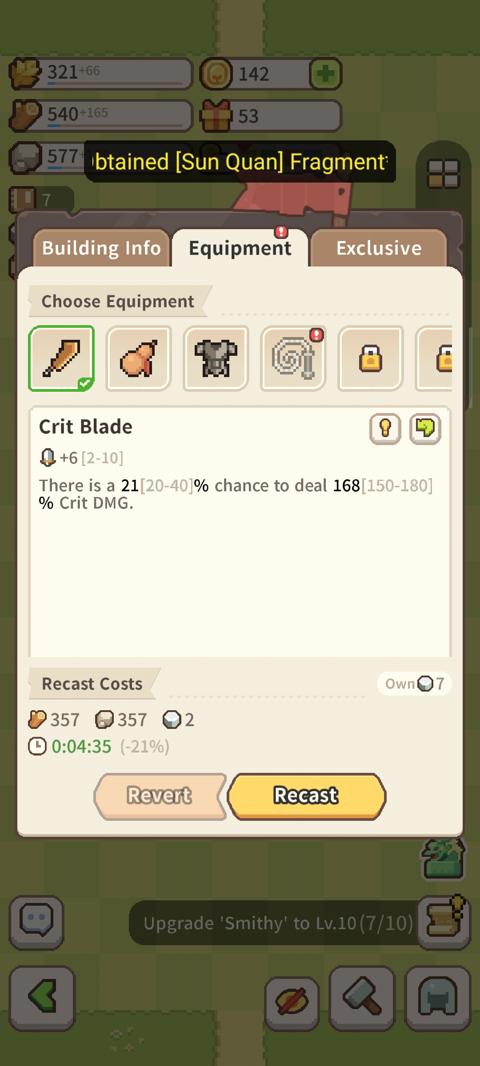 321+66
142
540+165
53
577
btained [Sun Quan] Fragment
7
Building Info
Equipment
Exclusive
Choose Equipment
Crit Blade
+6 [2-10]
There is a 21[20-40]% chance to deal 168[150-180]
% Crit DMG.
Recast Costs
Own 7
357
357
2
0:04:35 (-21%)
Revert
Recast
Upgrade 'Smithy' to Lv.10(7/10)